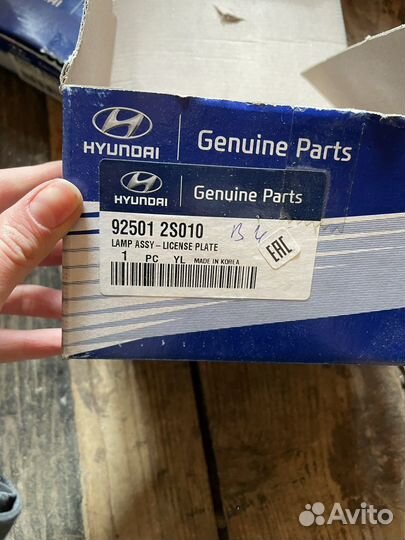 HYUNDAI
Genuine Parts
HYUNDAI
Genuine Parts
92501 2S010
LAMP ASSY-LICENSE PLATE
1 PC YL MADE IN KOREA
EAC
Avito